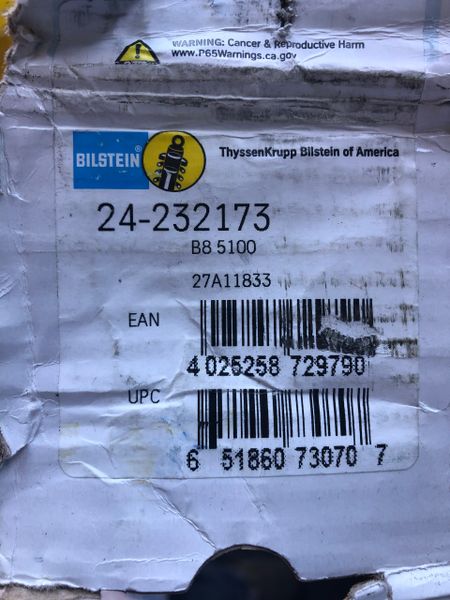 WARNING: Cancer & Reproductive Harm
www.P65Warnings.ca.gov
BILSTEIN
ThyssenKrupp Bilstein of America
24-232173
B8 5100
27A11833
EAN
4 025258 729790
UPC
6 51860 73070 7